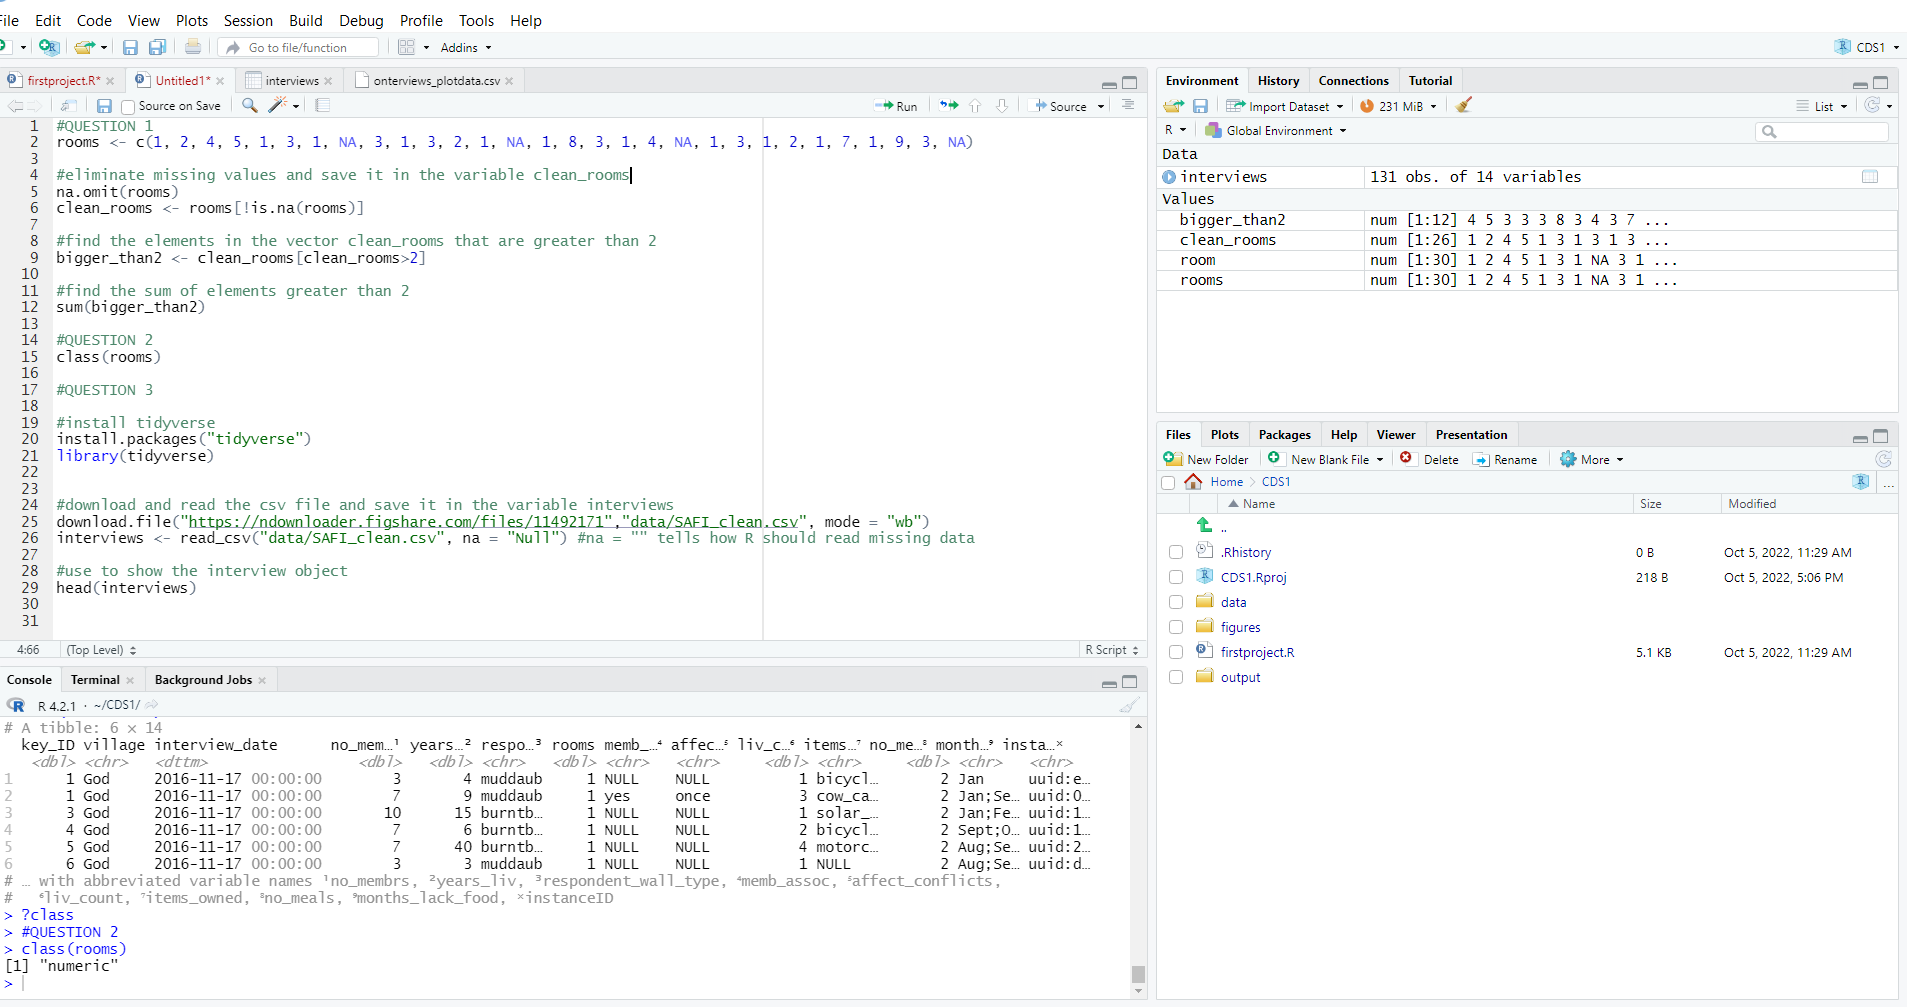 File Edit Code View Plots Session Build Debug Profile Tools Help
Go to file/function Addins CDS1
firstproject.R* Untitled1* interviews onterviews_plotdata.csv
Source on Save Run Source
1 #QUESTION 1
2 rooms <- c(1, 2, 4, 5, 1, 3, 1, NA, 3, 1, 3, 2, 1, NA, 1, 8, 3, 1, 4, NA, 1, 3, 1, 2, 1, 7, 1, 9, 3, NA)
3
4 #eliminate missing values and save it in the variable clean_rooms
5 na.omit(rooms)
6 clean_rooms <- rooms[!is.na(rooms)]
7
8 #find the elements in the vector clean_rooms that are greater than 2
9 bigger_than2 <- clean_rooms[clean_rooms>2]
10
11 #find the sum of elements greater than 2
12 sum(bigger_than2)
13
14 #QUESTION 2
15 class(rooms)
16
17 #QUESTION 3
18
19 #install tidyverse
20 install.packages("tidyverse")
21 library(tidyverse)
22
23
24 #download and read the csv file and save it in the variable interviews
25 download.file("https://ndownloader.figshare.com/files/11492171","data/SAFI_clean.csv", mode = "wb")
26 interviews <- read_csv("data/SAFI_clean.csv", na = "Null") #na = "" tells how R should read missing data
27
28 #use to show the interview object
29 head(interviews)
30
31
4:66 (Top Level) R Script
Console Terminal Background Jobs
R 4.2.1 · ~/CDS1/
# A tibble: 6 × 14
key_ID village interview_date no_mem…¹ years…² respo…³ rooms memb_…⁴ affec…⁵ liv_c…⁶ items…⁷ no_me…⁸ month…⁹ insta…ˣ
<dbl> <chr> <dttm> <dbl> <dbl> <chr> <dbl> <chr> <chr> <dbl> <chr> <dbl> <chr> <chr>
1 1 God 2016-11-17 00:00:00 3 4 muddaub 1 NULL NULL 1 bicycl… 2 Jan uuid:e…
2 1 God 2016-11-17 00:00:00 7 9 muddaub 1 yes once 3 cow_ca… 2 Jan;Se… uuid:0…
3 3 God 2016-11-17 00:00:00 10 15 burntb… 1 NULL NULL 1 solar_… 2 Jan;Fe… uuid:1…
4 4 God 2016-11-17 00:00:00 7 6 burntb… 1 NULL NULL 2 bicycl… 2 Sept;O… uuid:1…
5 5 God 2016-11-17 00:00:00 7 40 burntb… 1 NULL NULL 4 motorc… 2 Aug;Se… uuid:2…
6 6 God 2016-11-17 00:00:00 3 3 muddaub 1 NULL NULL 1 NULL 2 Aug;Se… uuid:d…
# … with abbreviated variable names ¹no_membrs, ²years_liv, ³respondent_wall_type, ⁴memb_assoc, ⁵affect_conflicts,
# ⁶liv_count, ⁷items_owned, ⁸no_meals, ⁹months_lack_food, ˣinstanceID
> ?class
> #QUESTION 2
> class(rooms)
[1] "numeric"
>
Environment History Connections Tutorial
Import Dataset 231 MiB List
R Global Environment
Data
interviews 131 obs. of 14 variables
Values
bigger_than2 num [1:12] 4 5 3 3 3 8 3 4 3 7 ...
clean_rooms num [1:26] 1 2 4 5 1 3 1 3 1 3 ...
room num [1:30] 1 2 4 5 1 3 1 NA 3 1 ...
rooms num [1:30] 1 2 4 5 1 3 1 NA 3 1 ...
Files Plots Packages Help Viewer Presentation
New Folder New Blank File Delete Rename More
Home CDS1 ...
Name Size Modified
..
.Rhistory 0 B Oct 5, 2022, 11:29 AM
CDS1.Rproj 218 B Oct 5, 2022, 5:06 PM
data
figures
firstproject.R 5.1 KB Oct 5, 2022, 11:29 AM
output